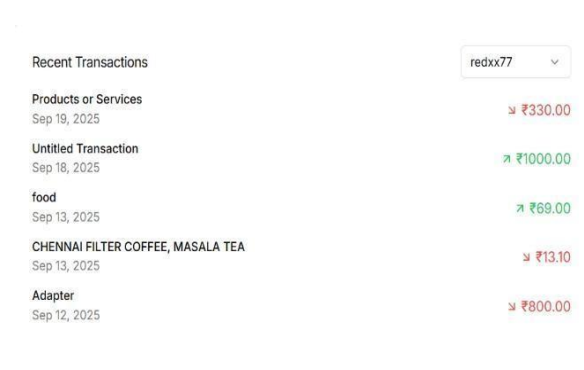 Recent Transactions
redxx77
Products or Services
Sep 19, 2025
₹330.00
Untitled Transaction
Sep 18, 2025
₹1000.00
food
Sep 13, 2025
₹69.00
CHENNAI FILTER COFFEE, MASALA TEA
Sep 13, 2025
₹13.10
Adapter
Sep 12, 2025
₹800.00